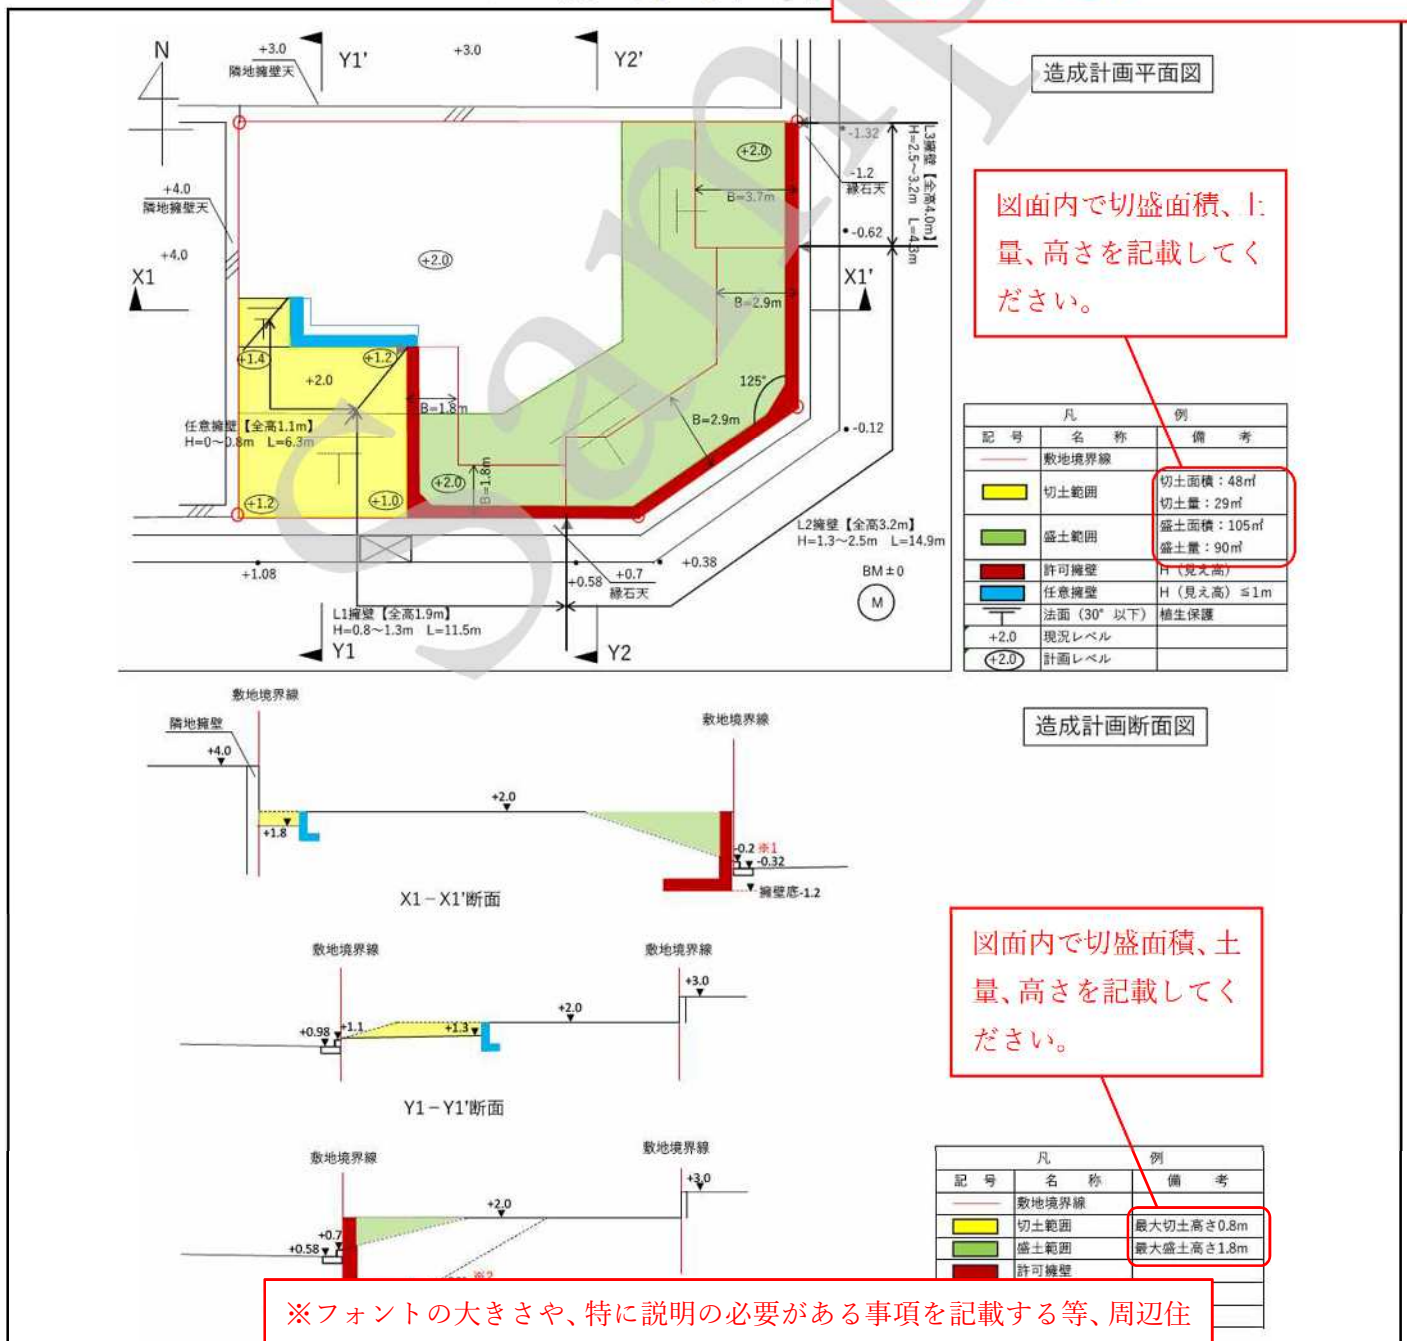 N
+3.0
隣地擁壁天
Y1'
+3.0
Y2'
造成計画平面図
+4.0
隣地擁壁天
+4.0
X1
X1'
+2.0
+2.0
-1.32
-1.2
縁石天
-0.62
L3擁壁【全高4.0m】
H=2.5~3.2m L=4.3m
B=3.7m
B=2.9m
125°
B=2.9m
-0.12
図面内で切盛面積、土
量、高さを記載してく
ださい。
+1.4
+1.2
+2.0
B=1.8m
任意擁壁【全高1.1m】
H=0~0.8m L=6.3m
+1.2
+1.0
+2.0
B=1.8m
L2擁壁【全高3.2m】
H=1.3~2.5m L=14.9m
+1.08
+0.58
+0.7
縁石天
+0.38
BM±0
M
L1擁壁【全高1.9m】
H=0.8~1.3m L=11.5m
Y1
Y2
Sample
凡 例
記 号 名 称 備 考
敷地境界線
切土範囲 切土面積：48㎡
切土量：29㎥
盛土範囲 盛土面積：105㎡
盛土量：90㎥
許可擁壁 H（見え高）
任意擁壁 H（見え高）≦1m
法面（30°以下） 植生保護
+2.0 現況レベル
+2.0 計画レベル
造成計画断面図
敷地境界線
隣地擁壁
+4.0
+1.8
+2.0
敷地境界線
-0.2 ※1
-0.32
擁壁底-1.2
X1－X1'断面
敷地境界線
敷地境界線
+0.98
+1.1
+1.3
+2.0
+3.0
Y1－Y1'断面
図面内で切盛面積、土
量、高さを記載してく
ださい。
敷地境界線
敷地境界線
+0.7
+0.58
+2.0
+3.0
※2
凡 例
記 号 名 称 備 考
敷地境界線
切土範囲 最大切土高さ0.8m
盛土範囲 最大盛土高さ1.8m
許可擁壁
※フォントの大きさや、特に説明の必要がある事項を記載する等、周辺住